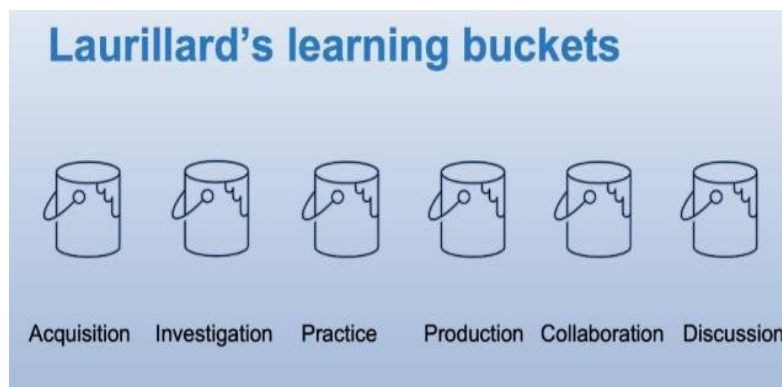 Laurillard's learning buckets
Acquisition Investigation Practice Production Collaboration Discussion